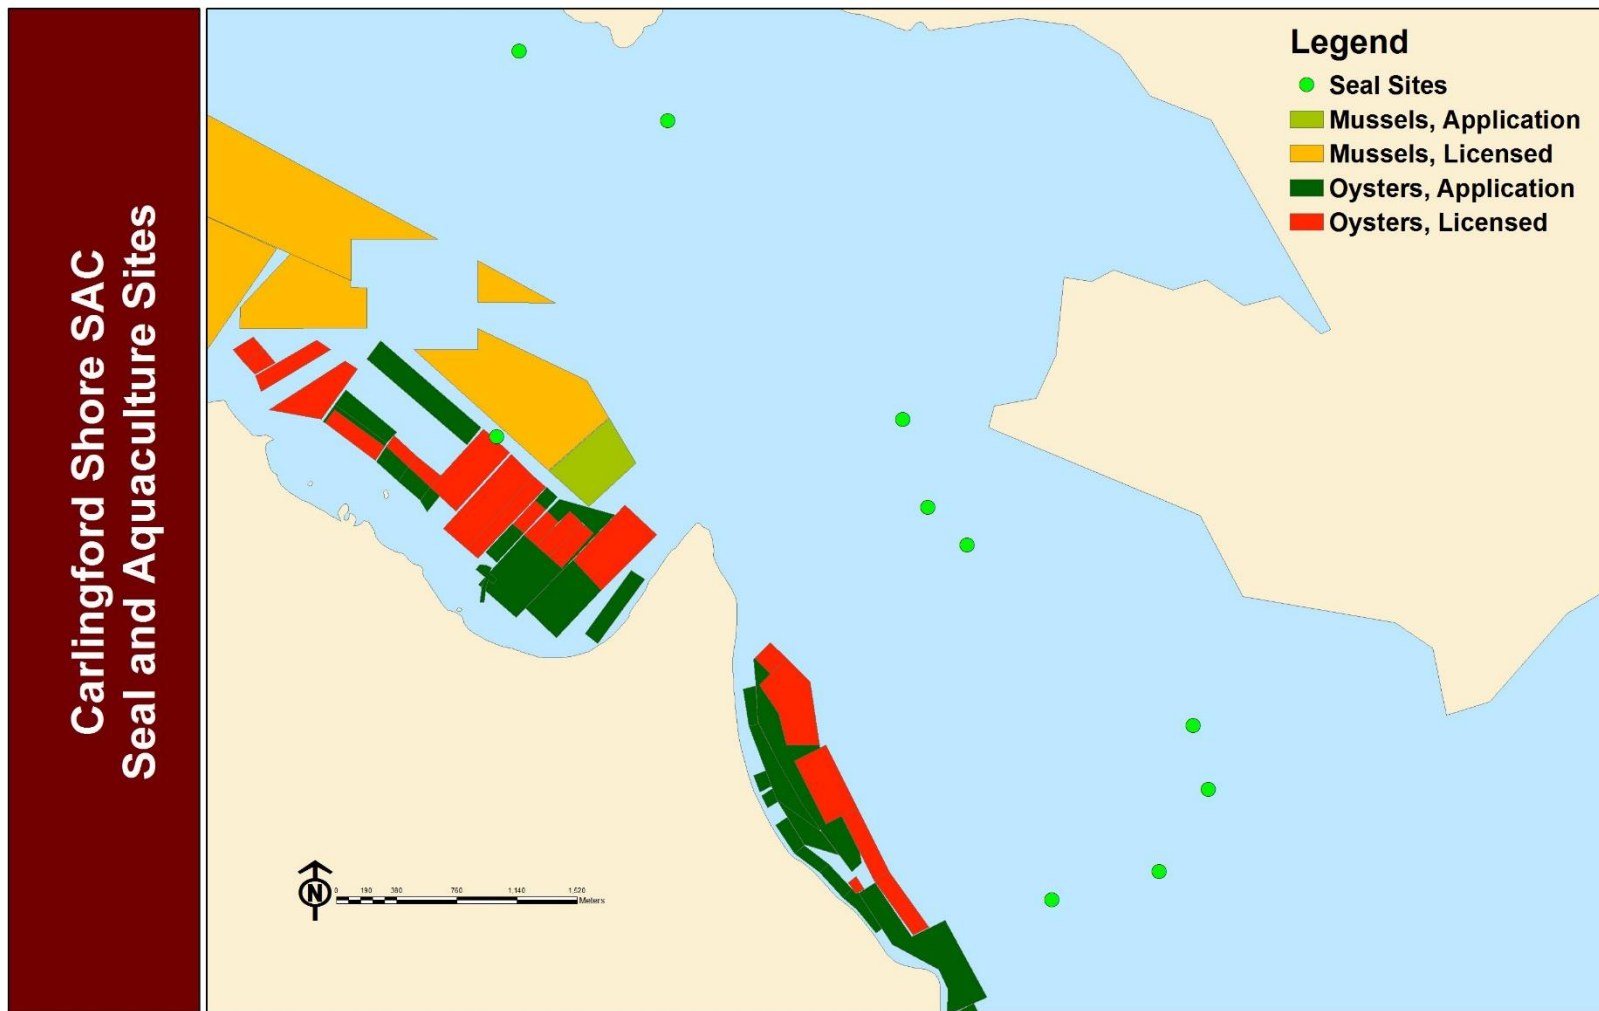 Carlingford Shore SAC
Seal and Aquaculture Sites
Legend
Seal Sites
Mussels, Application
Mussels, Licensed
Oysters, Application
Oysters, Licensed
N
0 190 380 760 1,140 1,520
Meters